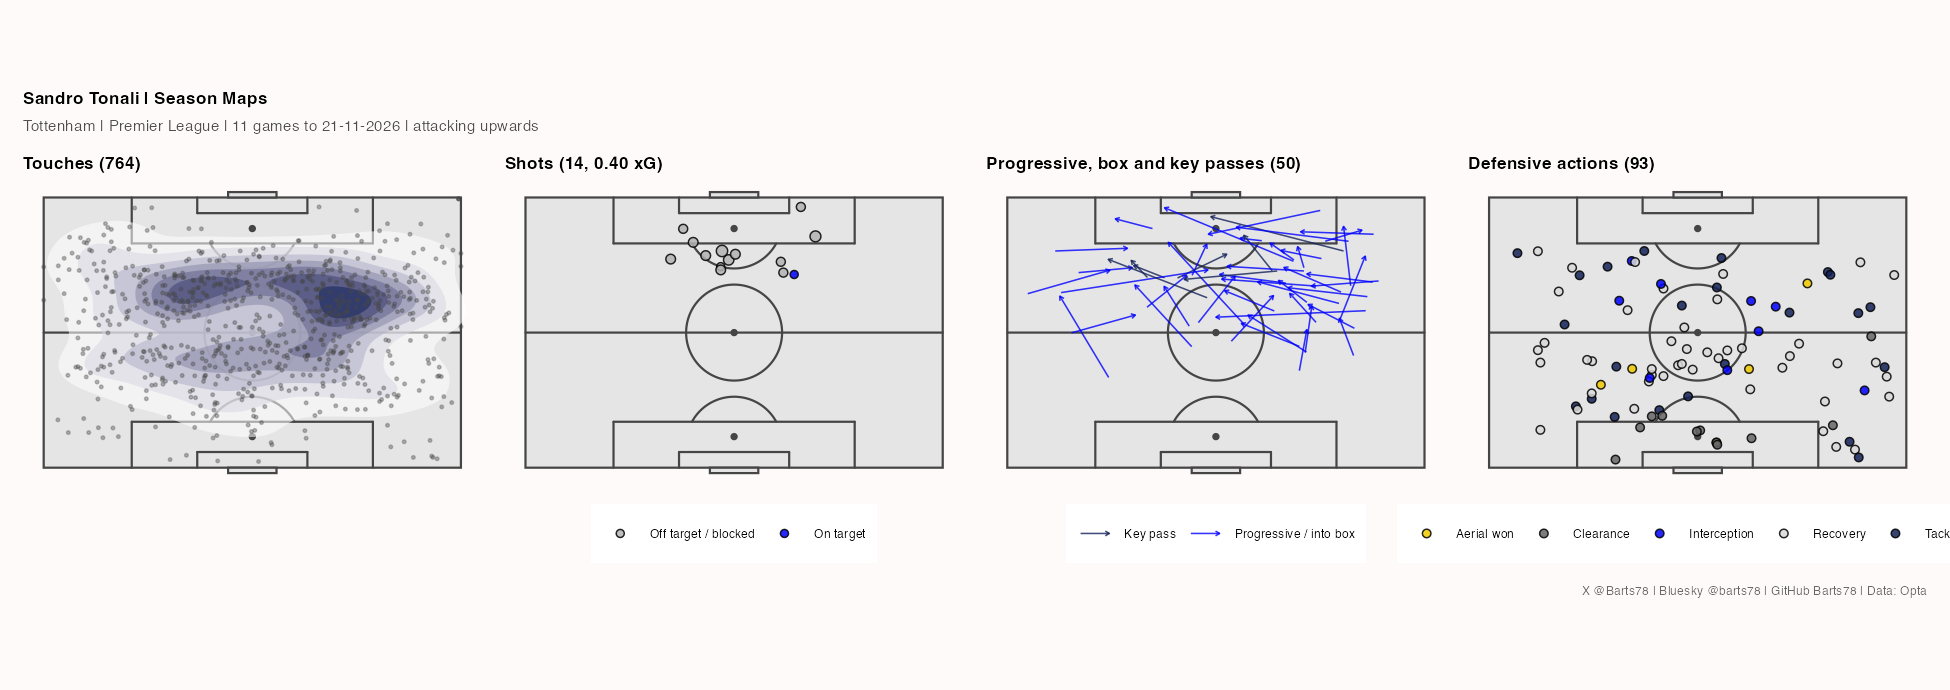 Sandro Tonali | Season Maps
Tottenham | Premier League | 11 games to 21-11-2026 | attacking upwards
Touches (764)
Shots (14, 0.40 xG)
Progressive, box and key passes (50)
Defensive actions (93)
Off target / blocked
On target
Key pass
Progressive / into box
Aerial won
Clearance
Interception
Recovery
Tack
X @Barts78 | Bluesky @barts78 | GitHub Barts78 | Data: Opta